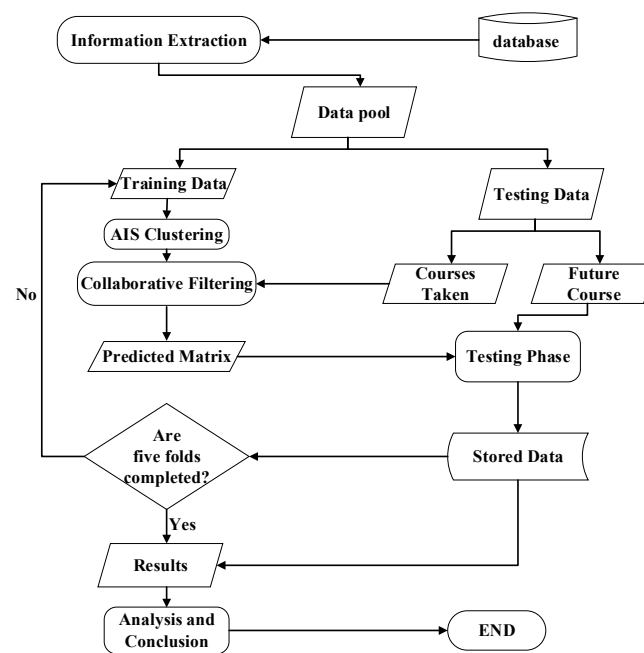 Information Extraction
database
Data pool
Training Data
Testing Data
AIS Clustering
Collaborative Filtering
Courses
Taken
Future
Course
No
Predicted Matrix
Testing Phase
Are
five folds
completed?
Stored Data
Yes
Results
Analysis and
Conclusion
END